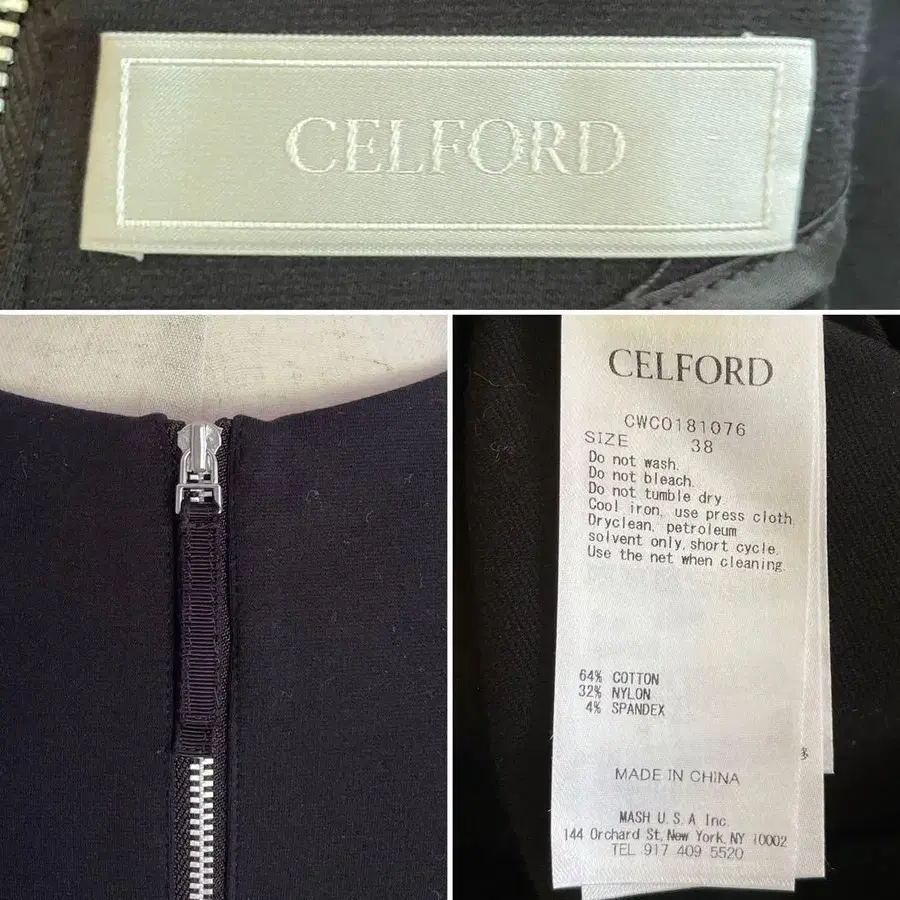 CELFORD
CELFORD
CWCO181076
SIZE 38
Do not wash.
Do not bleach.
Do not tumble dry
Cool iron, use press cloth.
Dryclean, petroleum
solvent only, short cycle.
Use the net when cleaning.
64% COTTON
32% NYLON
4% SPANDEX
多
MADE IN CHINA
MASH U.S.A Inc.
144 Orchard St, New York, NY 10002
TEL 917 409 5520